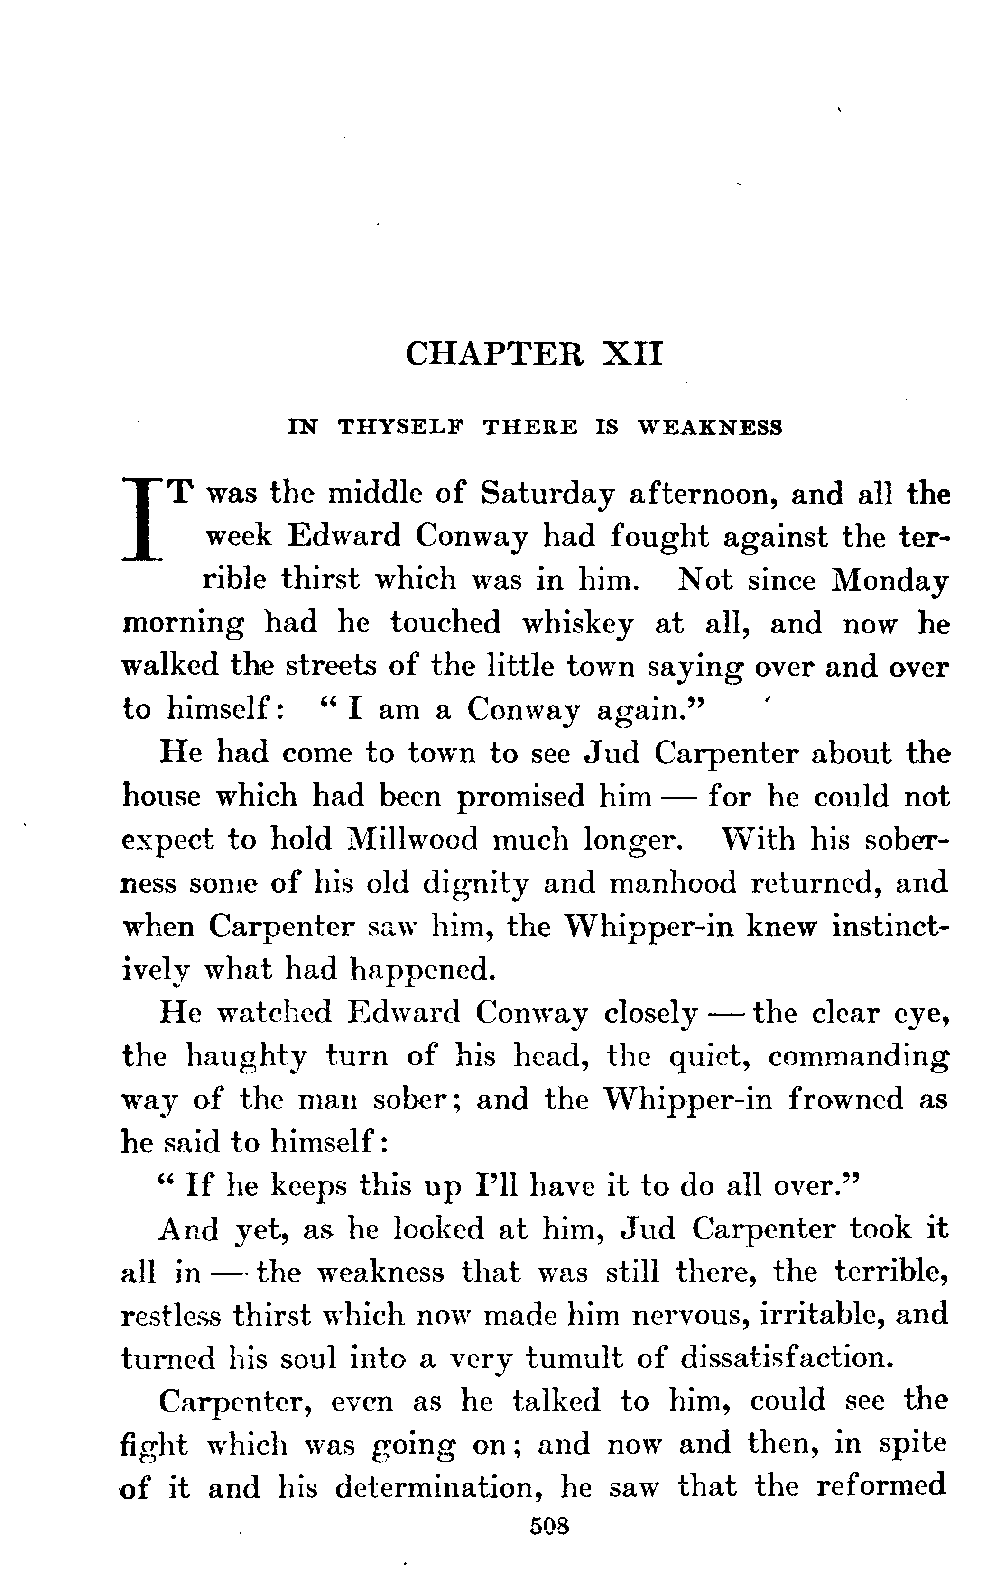 CHAPTER XII
IN THYSELF THERE IS WEAKNESS
IT was the middle of Saturday afternoon, and all the
week Edward Conway had fought against the ter-
rible thirst which was in him. Not since Monday
morning had he touched whiskey at all, and now he
walked the streets of the little town saying over and over
to himself: “ I am a Conway again.”
He had come to town to see Jud Carpenter about the
house which had been promised him — for he could not
expect to hold Millwood much longer. With his sober-
ness some of his old dignity and manhood returned, and
when Carpenter saw him, the Whipper-in knew instinct-
ively what had happened.
He watched Edward Conway closely — the clear eye,
the haughty turn of his head, the quiet, commanding
way of the man sober; and the Whipper-in frowned as
he said to himself:
“ If he keeps this up I’ll have it to do all over.”
And yet, as he looked at him, Jud Carpenter took it
all in — the weakness that was still there, the terrible,
restless thirst which now made him nervous, irritable, and
turned his soul into a very tumult of dissatisfaction.
Carpenter, even as he talked to him, could see the
fight which was going on; and now and then, in spite
of it and his determination, he saw that the reformed
508